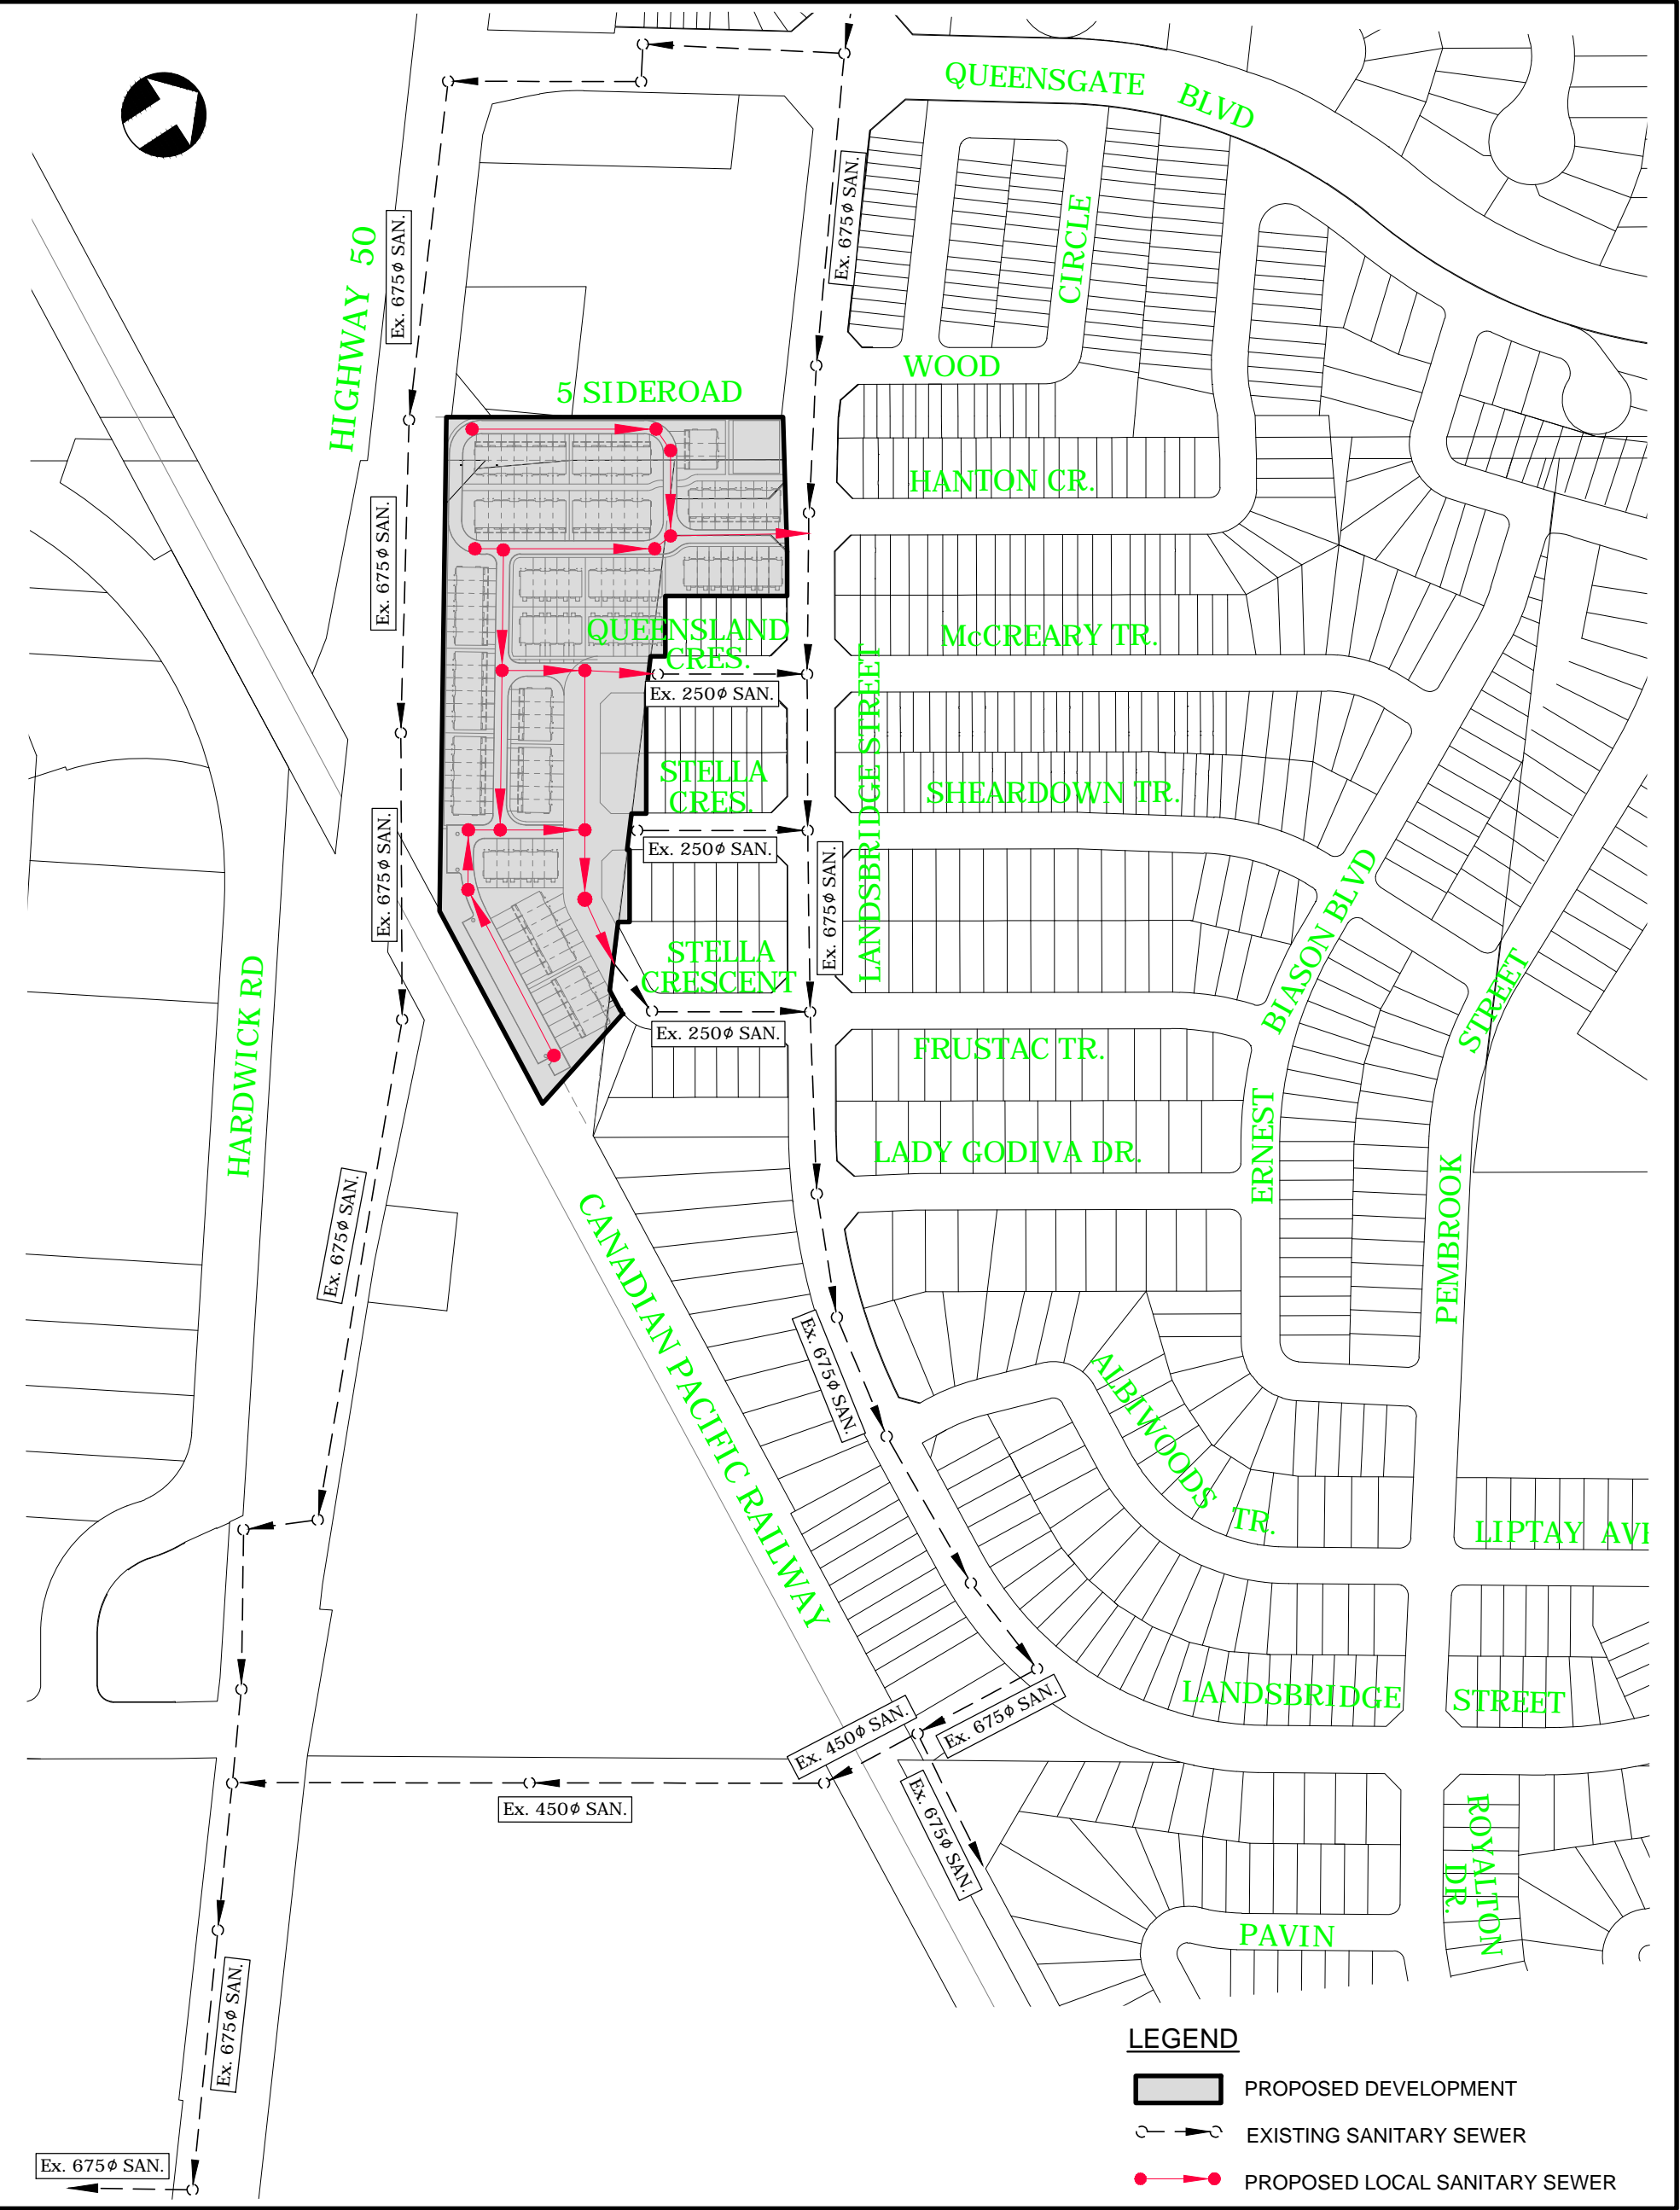 QUEENSGATE BLVD
Ex. 675⌀ SAN.
Ex. 675⌀ SAN.
HIGHWAY 50
CIRCLE
WOOD
5 SIDEROAD
HANTON CR.
Ex. 675⌀ SAN.
QUEENSLAND
CRES.
McCREARY TR.
Ex. 250⌀ SAN.
LANDSBRIDGE STREET
STELLA
CRES.
SHEARDOWN TR.
Ex. 675⌀ SAN.
Ex. 250⌀ SAN.
Ex. 675⌀ SAN.
BIASON BLVD
STELLA
CRESCENT
STREET
Ex. 250⌀ SAN.
FRUSTAC TR.
HARDWICK RD
LADY GODIVA DR.
ERNEST
PEMBROOK
Ex. 675⌀ SAN.
CANADIAN PACIFIC RAILWAY
Ex. 675⌀ SAN.
ALBIWOODS TR.
LIPTAY AVE
LANDSBRIDGE STREET
Ex. 450⌀ SAN.
Ex. 675⌀ SAN.
Ex. 450⌀ SAN.
Ex. 675⌀ SAN.
ROYALTON
DR.
PAVIN
Ex. 675⌀ SAN.
Ex. 675⌀ SAN.
LEGEND
PROPOSED DEVELOPMENT
EXISTING SANITARY SEWER
PROPOSED LOCAL SANITARY SEWER